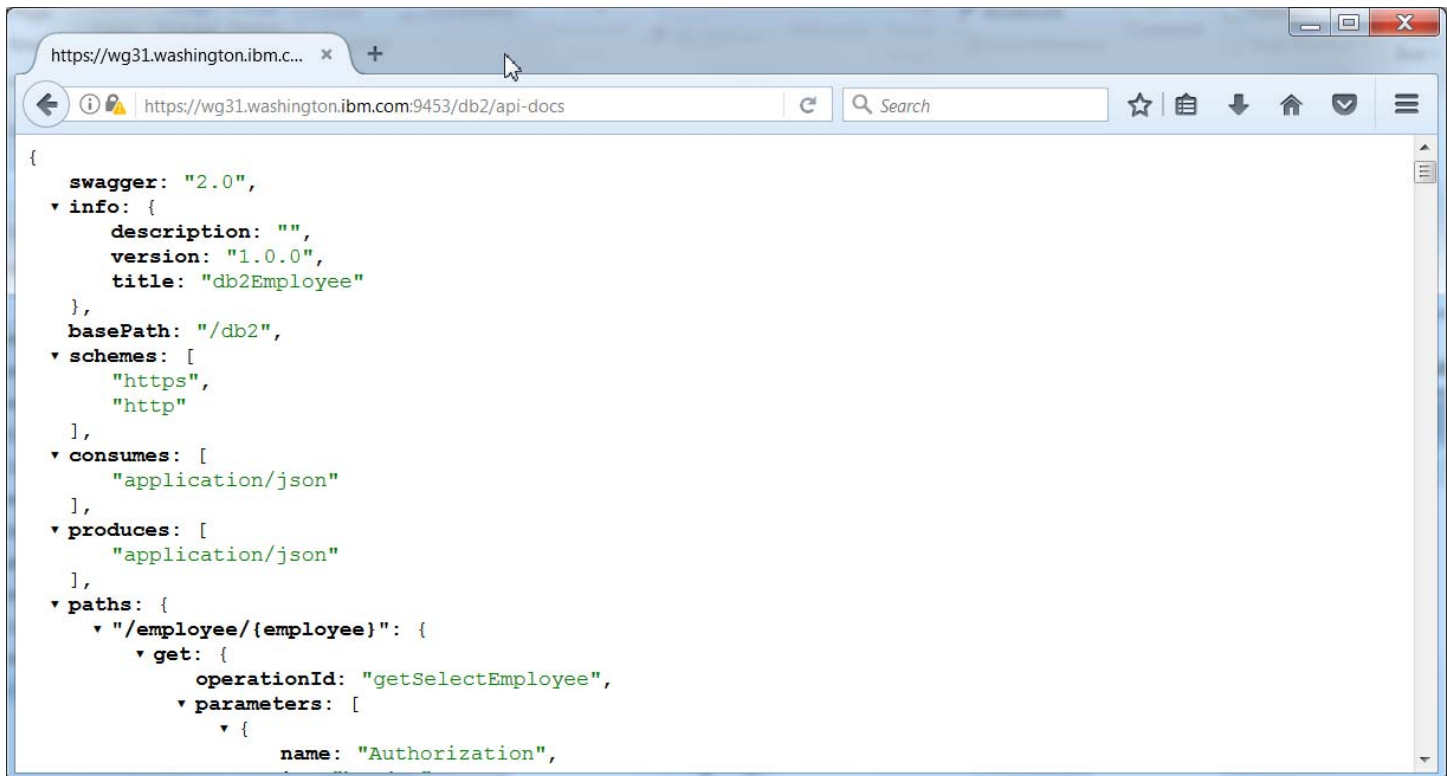 https://wg31.washington.ibm.c...
https://wg31.washington.ibm.com:9453/db2/api-docs
Search
{
swagger: "2.0",
info: {
description: "",
version: "1.0.0",
title: "db2Employee"
},
basePath: "/db2",
schemes: [
"https",
"http"
],
consumes: [
"application/json"
],
produces: [
"application/json"
],
paths: {
"/employee/{employee}": {
get: {
operationId: "getSelectEmployee",
parameters: [
{
name: "Authorization",